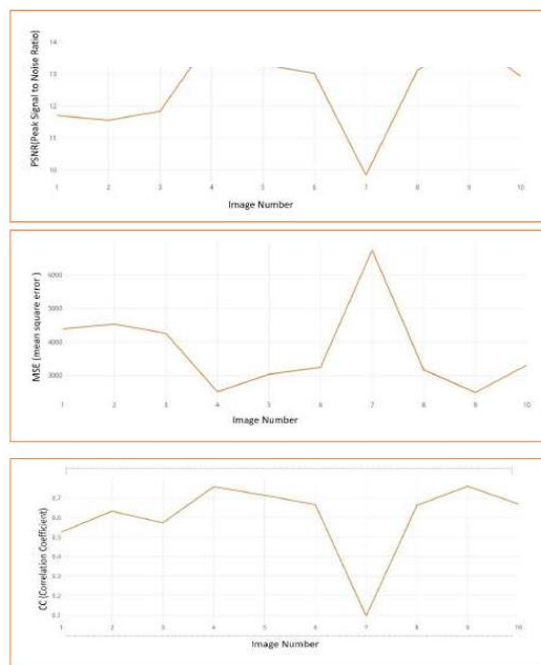 PSNR(Peak Signal to Noise Ratio)
14
13
12
11
10
1 2 3 4 5 6 7 8 9 10
Image Number
MSE (mean square error )
6000
5000
4000
3000
1 2 3 4 5 6 7 8 9 10
Image Number
CC (Correlation Coefficient)
0.7
0.6
0.5
0.4
0.3
0.2
0.1
1 2 3 4 5 6 7 8 9 10
Image Number